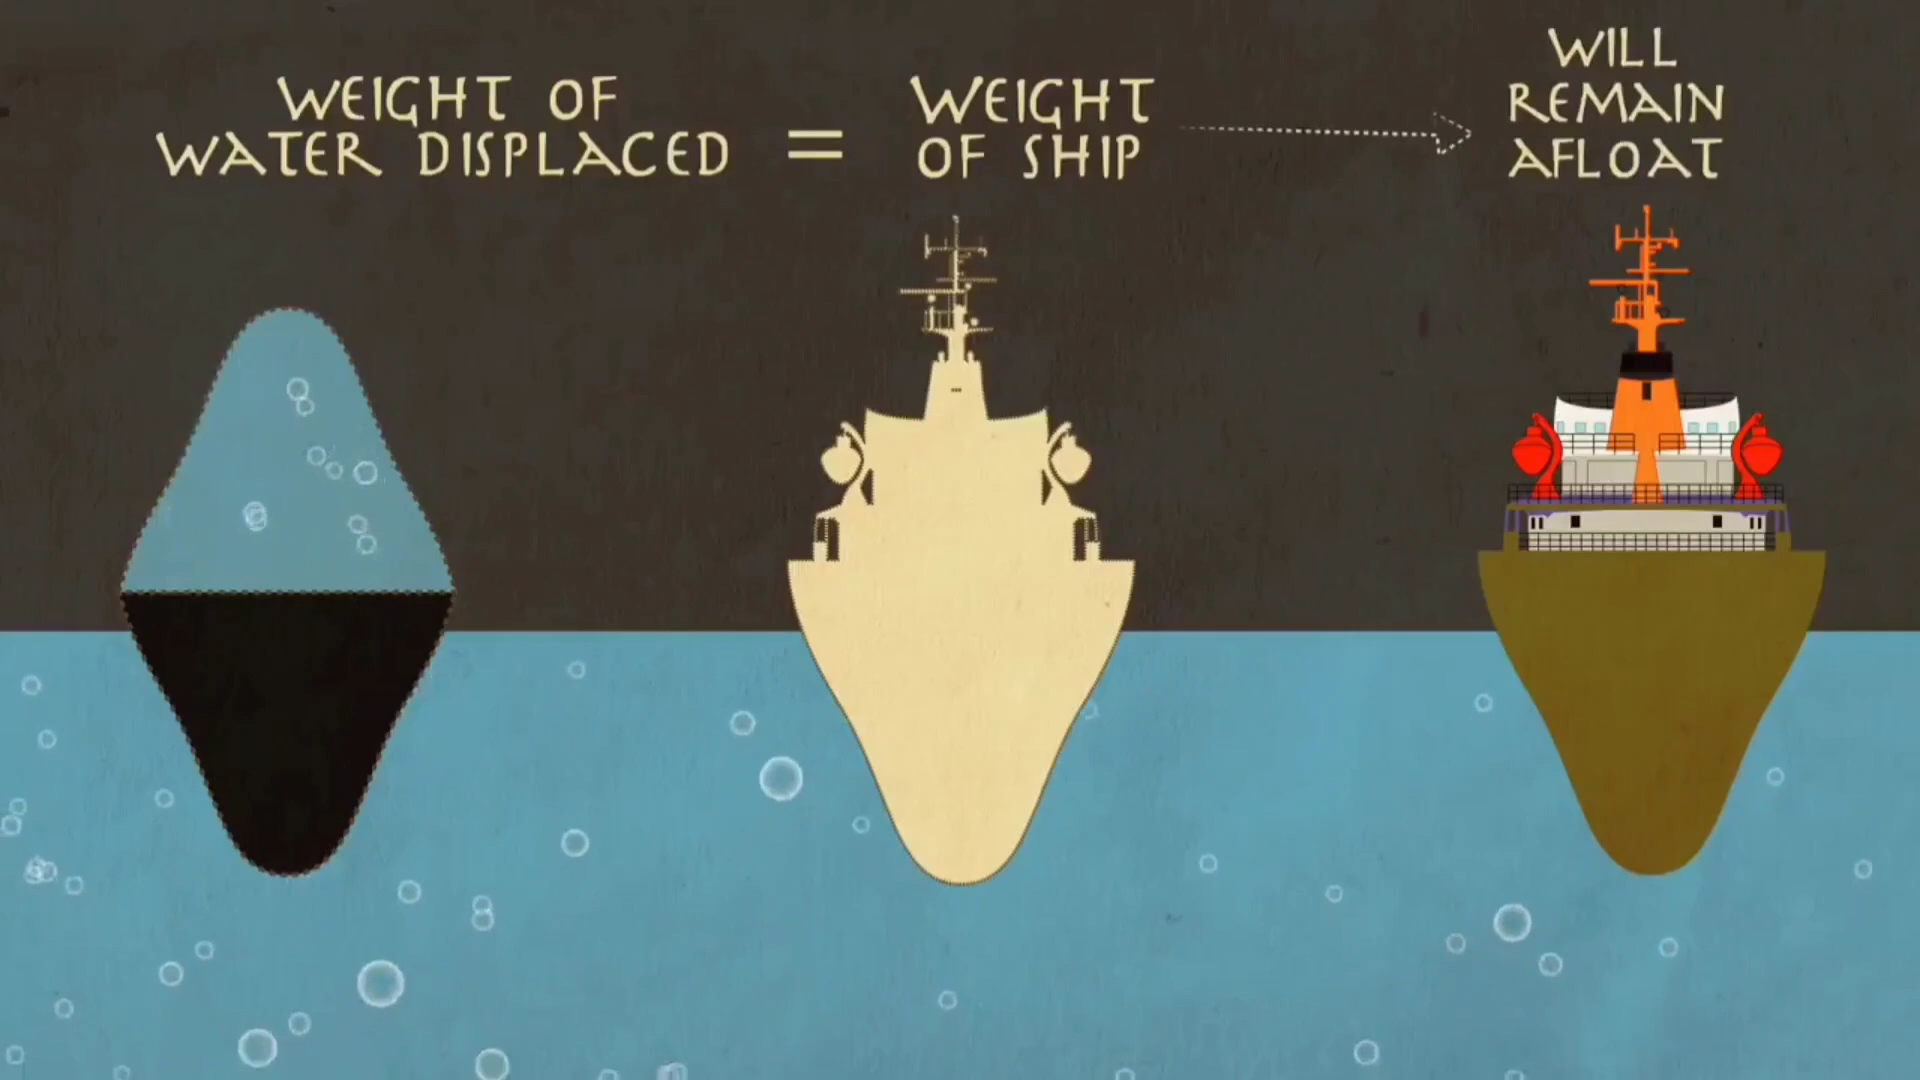 WEIGHT OF
WATER DISPLACED
=
WEIGHT
OF SHIP
WILL
REMAIN
AFLOAT